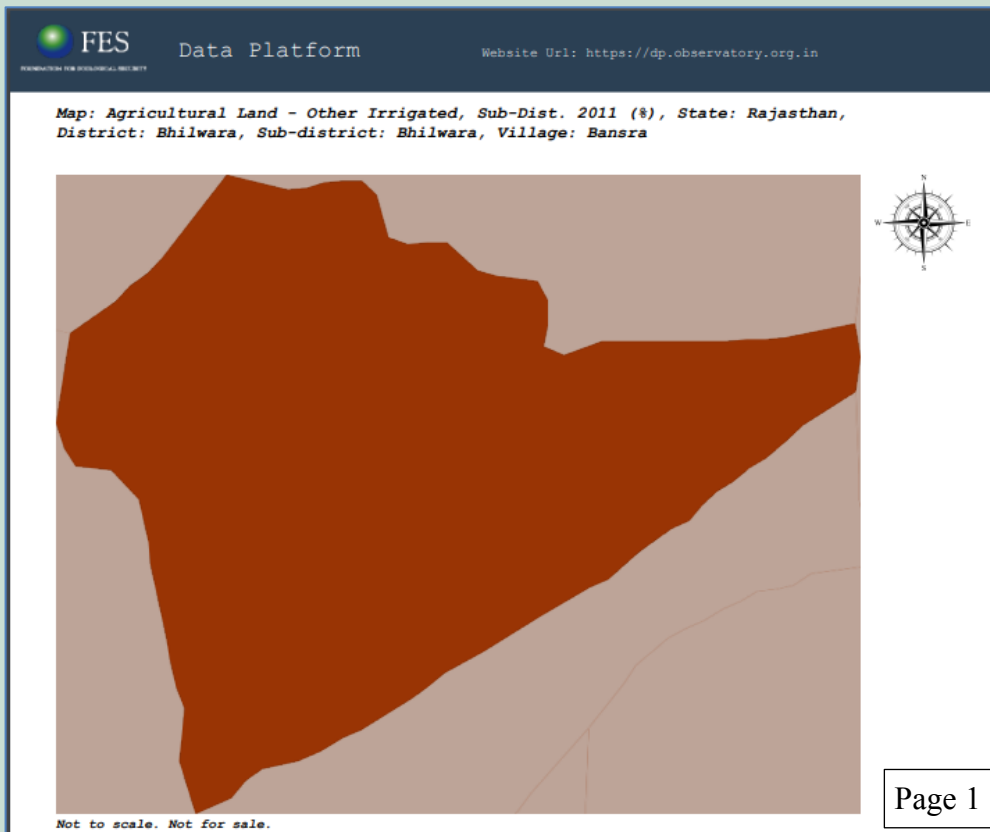 FES
FOUNDATION FOR ECOLOGICAL SECURITY
Data Platform
Website Url: https://dp.observatory.org.in
Map: Agricultural Land - Other Irrigated, Sub-Dist. 2011 (%), State: Rajasthan,
District: Bhilwara, Sub-district: Bhilwara, Village: Bansra
N
W
E
S
Page 1
Not to scale. Not for sale.